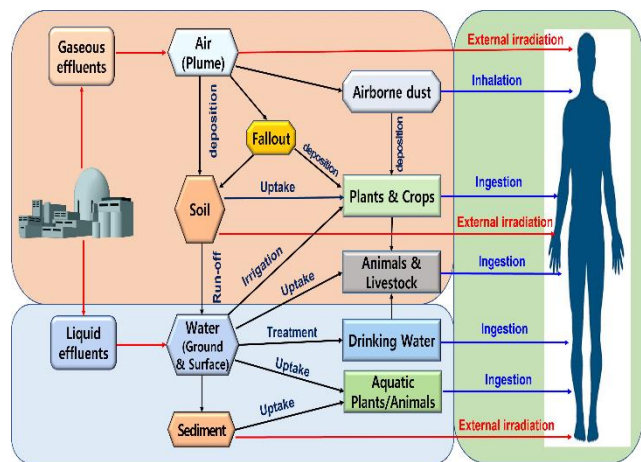 Gaseous
effluents
Air
(Plume)
External irradiation
Airborne dust
Inhalation
deposition
Fallout
deposition
deposition
Soil
Uptake
Plants & Crops
Ingestion
External irradiation
Run-off
Irrigation
Uptake
Animals &
Livestock
Ingestion
Liquid
effluents
Water
(Ground
& Surface)
Treatment
Drinking Water
Ingestion
Uptake
Aquatic
Plants/Animals
Ingestion
Uptake
Sediment
External irradiation